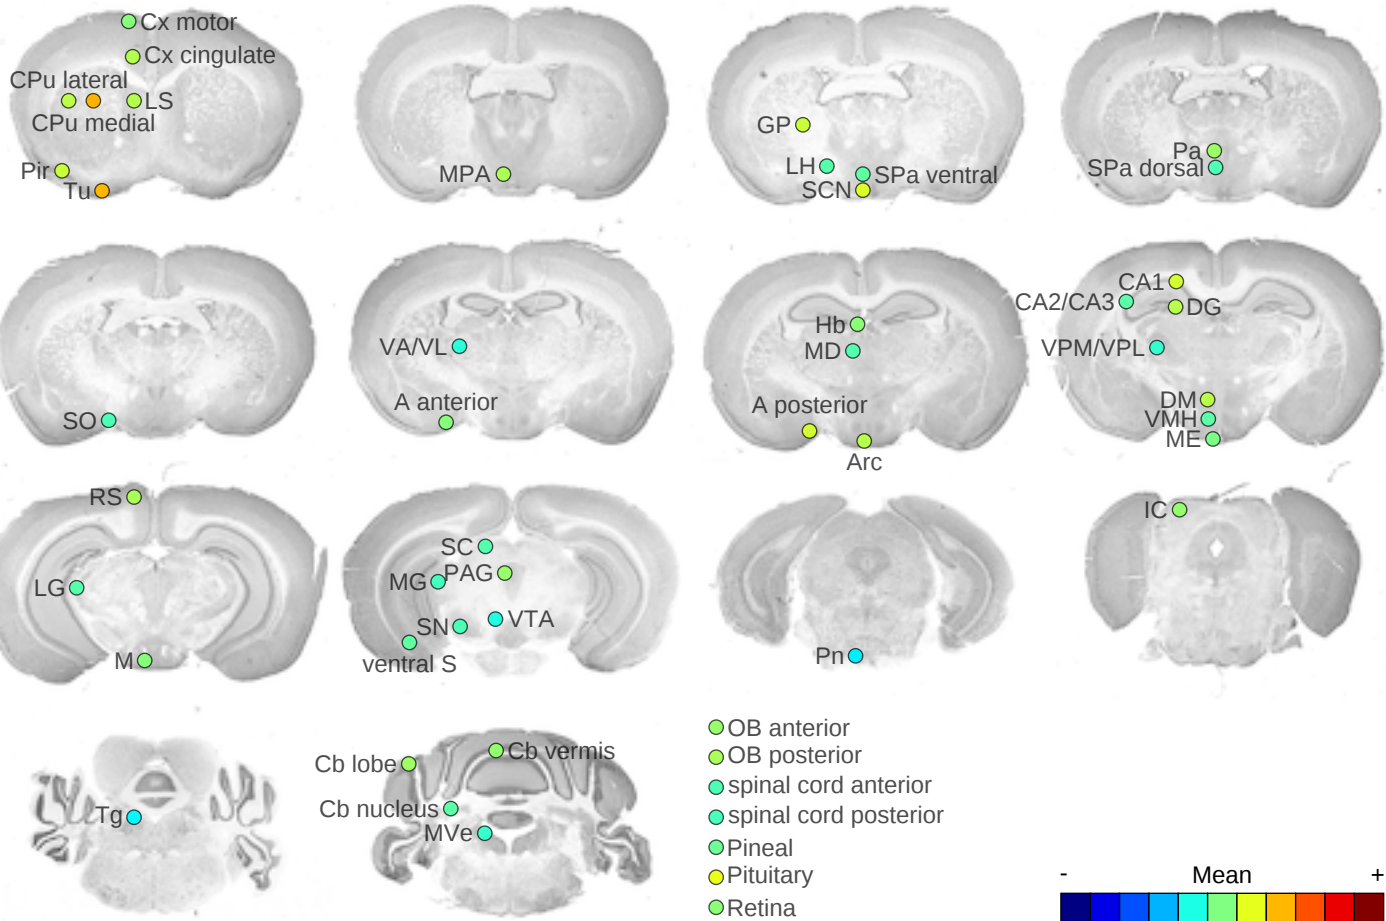 Cx motor
Cx cingulate
CPu lateral
LS
CPu medial
Pir
Tu
MPA
GP
LH
SPa ventral
SCN
Pa
SPa dorsal
SO
VA/VL
A anterior
Hb
MD
A posterior
Arc
CA1
CA2/CA3
DG
VPM/VPL
DM
VMH
ME
RS
LG
M
SC
PAG
MG
VTA
SN
ventral S
Pn
IC
Tg
Cb vermis
Cb lobe
Cb nucleus
MVe
OB anterior
OB posterior
spinal cord anterior
spinal cord posterior
Pineal
Pituitary
Retina
- Mean +